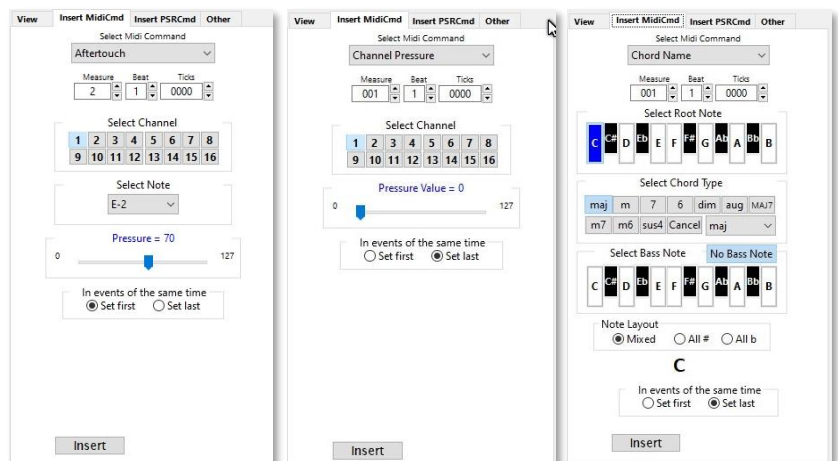 View Insert MidiCmd Insert PSRCmd Other
Select Midi Command
Aftertouch
Measure Beat Ticks
2 1 0000
Select Channel
1 2 3 4 5 6 7 8
9 10 11 12 13 14 15 16
Select Note
E-2
Pressure = 70
0 127
In events of the same time
Set first Set last
Insert
View Insert MidiCmd Insert PSRCmd Other
Select Midi Command
Channel Pressure
Measure Beat Ticks
001 1 0000
Select Channel
1 2 3 4 5 6 7 8
9 10 11 12 13 14 15 16
Pressure Value = 0
0 127
In events of the same time
Set first Set last
Insert
View Insert MidiCmd Insert PSRCmd Other
Select Midi Command
Chord Name
Measure Beat Ticks
001 1 0000
Select Root Note
C C# D Eb E F F# G Ab A Bb B
Select Chord Type
maj m 7 6 dim aug MAJ7
m7 m6 sus4 Cancel maj
Select Bass Note No Bass Note
C C# D Eb E F F# G Ab A Bb B
Note Layout
Mixed All # All b
C
In events of the same time
Set first Set last
Insert